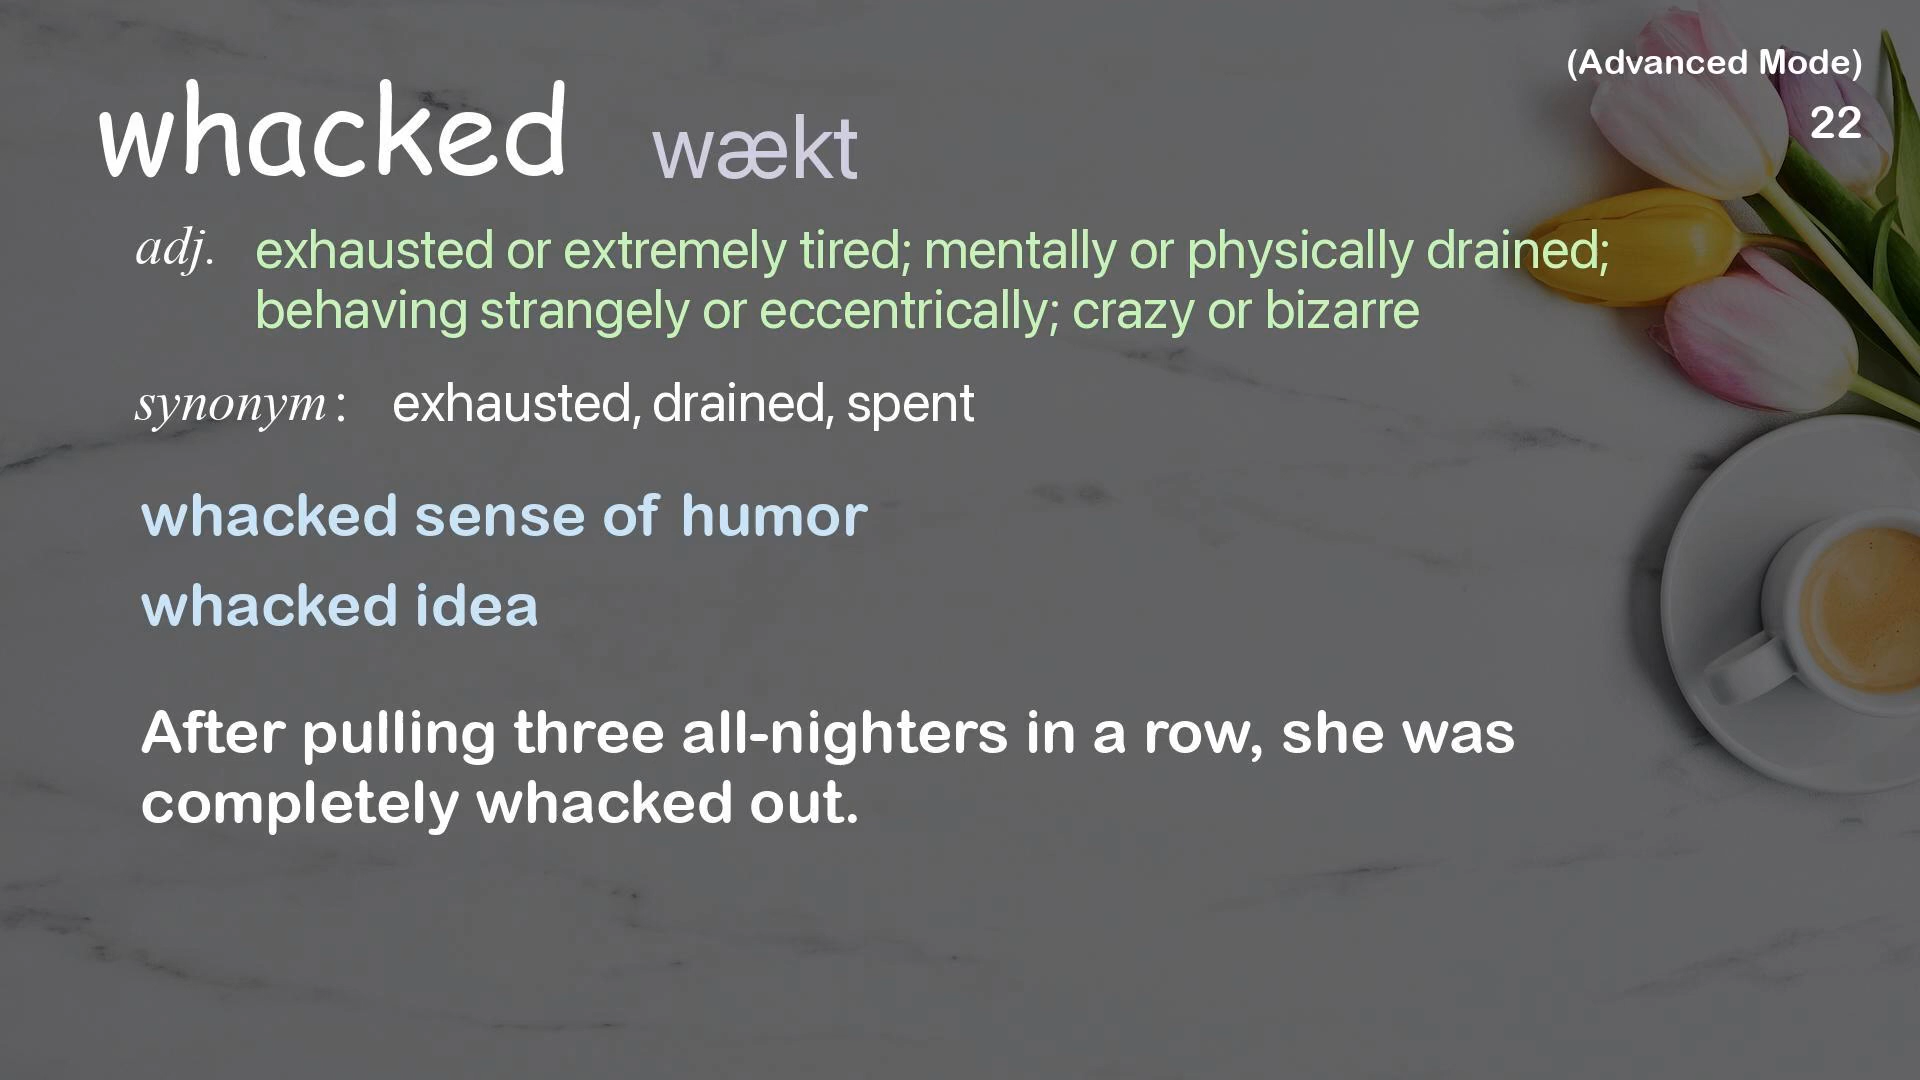 (Advanced Mode)
22
whacked wækt
adj. exhausted or extremely tired; mentally or physically drained;
behaving strangely or eccentrically; crazy or bizarre
synonym: exhausted, drained, spent
whacked sense of humor
whacked idea
After pulling three all-nighters in a row, she was
completely whacked out.